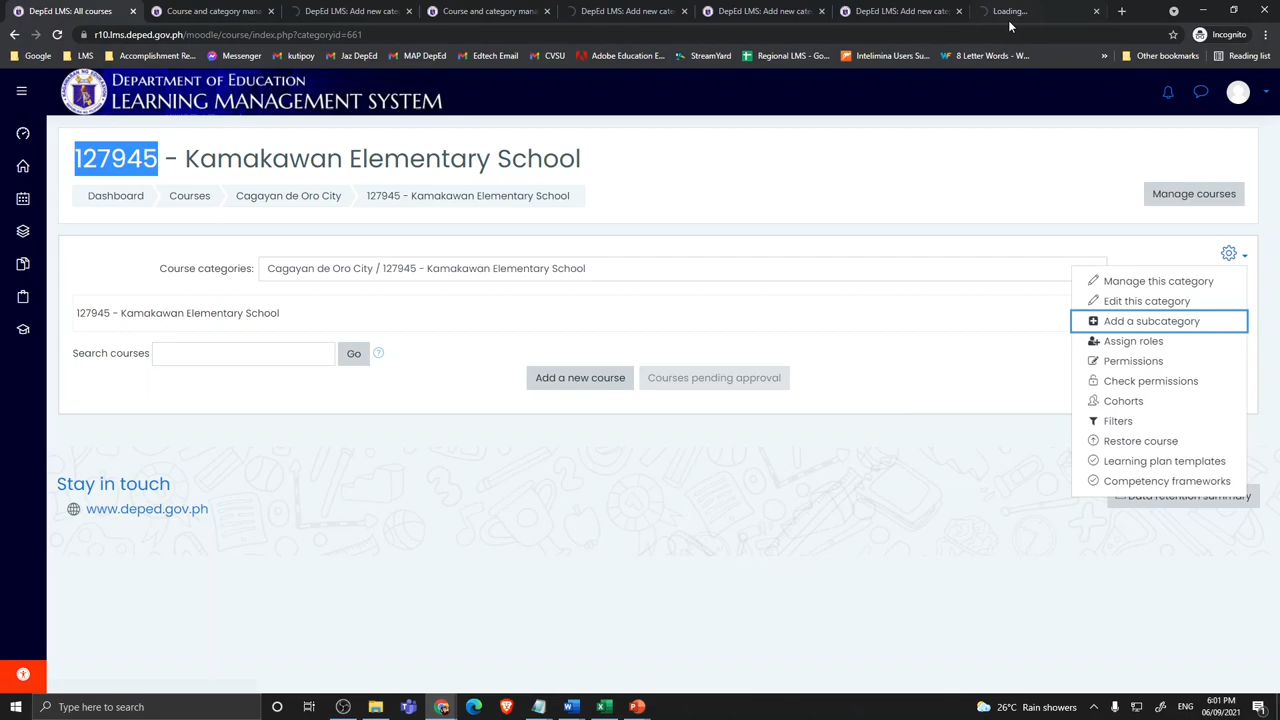 DepEd LMS: All courses
Course and category man
DepEd LMS: Add new cate
Course and category man
DepEd LMS: Add new cate
DepEd LMS: Add new cate
DepEd LMS: Add new cate
Loading...
r10.lms.deped.gov.ph/moodle/course/index.php?categoryid=661
Incognito
Google
LMS
Accomplishment Re...
Messenger
kutipoy
Jaz DepEd
MAP DepEd
Edtech Email
CVSU
Adobe Education E...
StreamYard
Regional LMS - Go...
Intelimina Users Su...
8 Letter Words - W...
Other bookmarks
Reading list
DEPARTMENT OF EDUCATION
LEARNING MANAGEMENT SYSTEM
127945 - Kamakawan Elementary School
Dashboard
Courses
Cagayan de Oro City
127945 - Kamakawan Elementary School
Manage courses
Course categories:
Cagayan de Oro City / 127945 - Kamakawan Elementary School
Manage this category
Edit this category
Add a subcategory
Assign roles
Permissions
Check permissions
Cohorts
Filters
Restore course
Learning plan templates
Competency frameworks
127945 - Kamakawan Elementary School
Search courses
Go
Add a new course
Courses pending approval
Data retention summary
Stay in touch
www.deped.gov.ph
Type here to search
26°C Rain showers
ENG
6:01 PM
06/09/2021